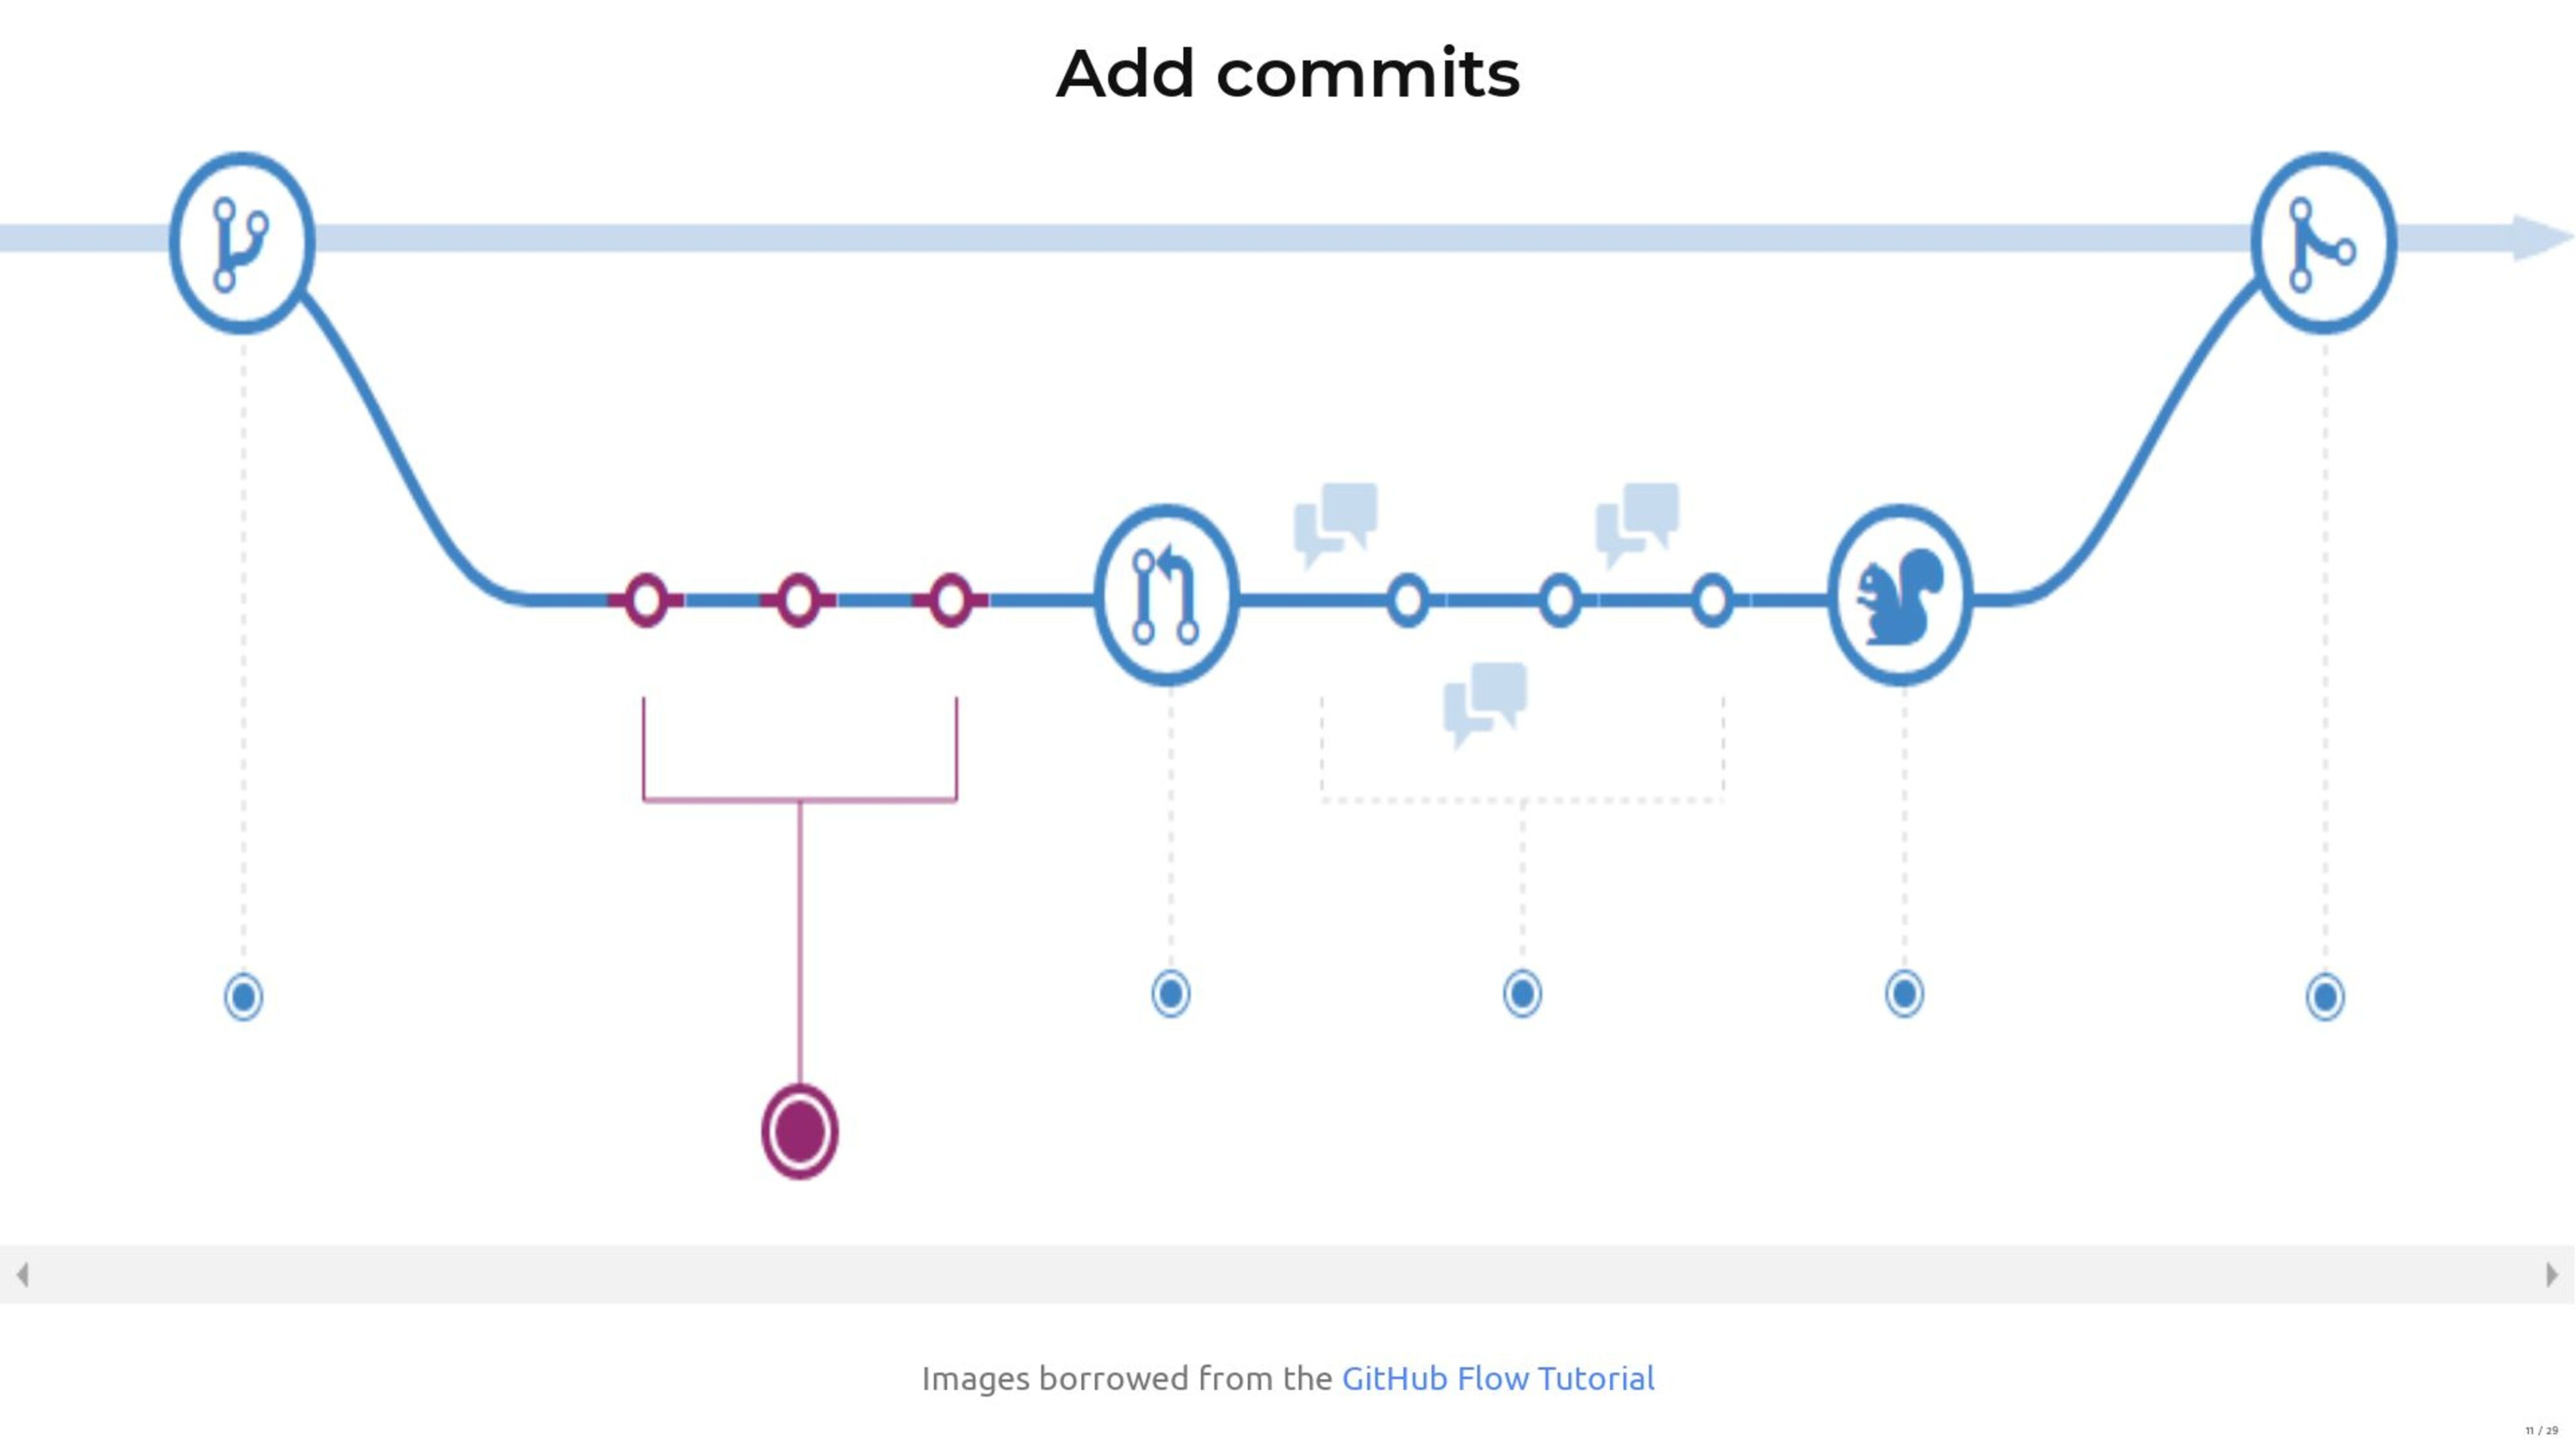 Add commits
Images borrowed from the GitHub Flow Tutorial
11 / 29